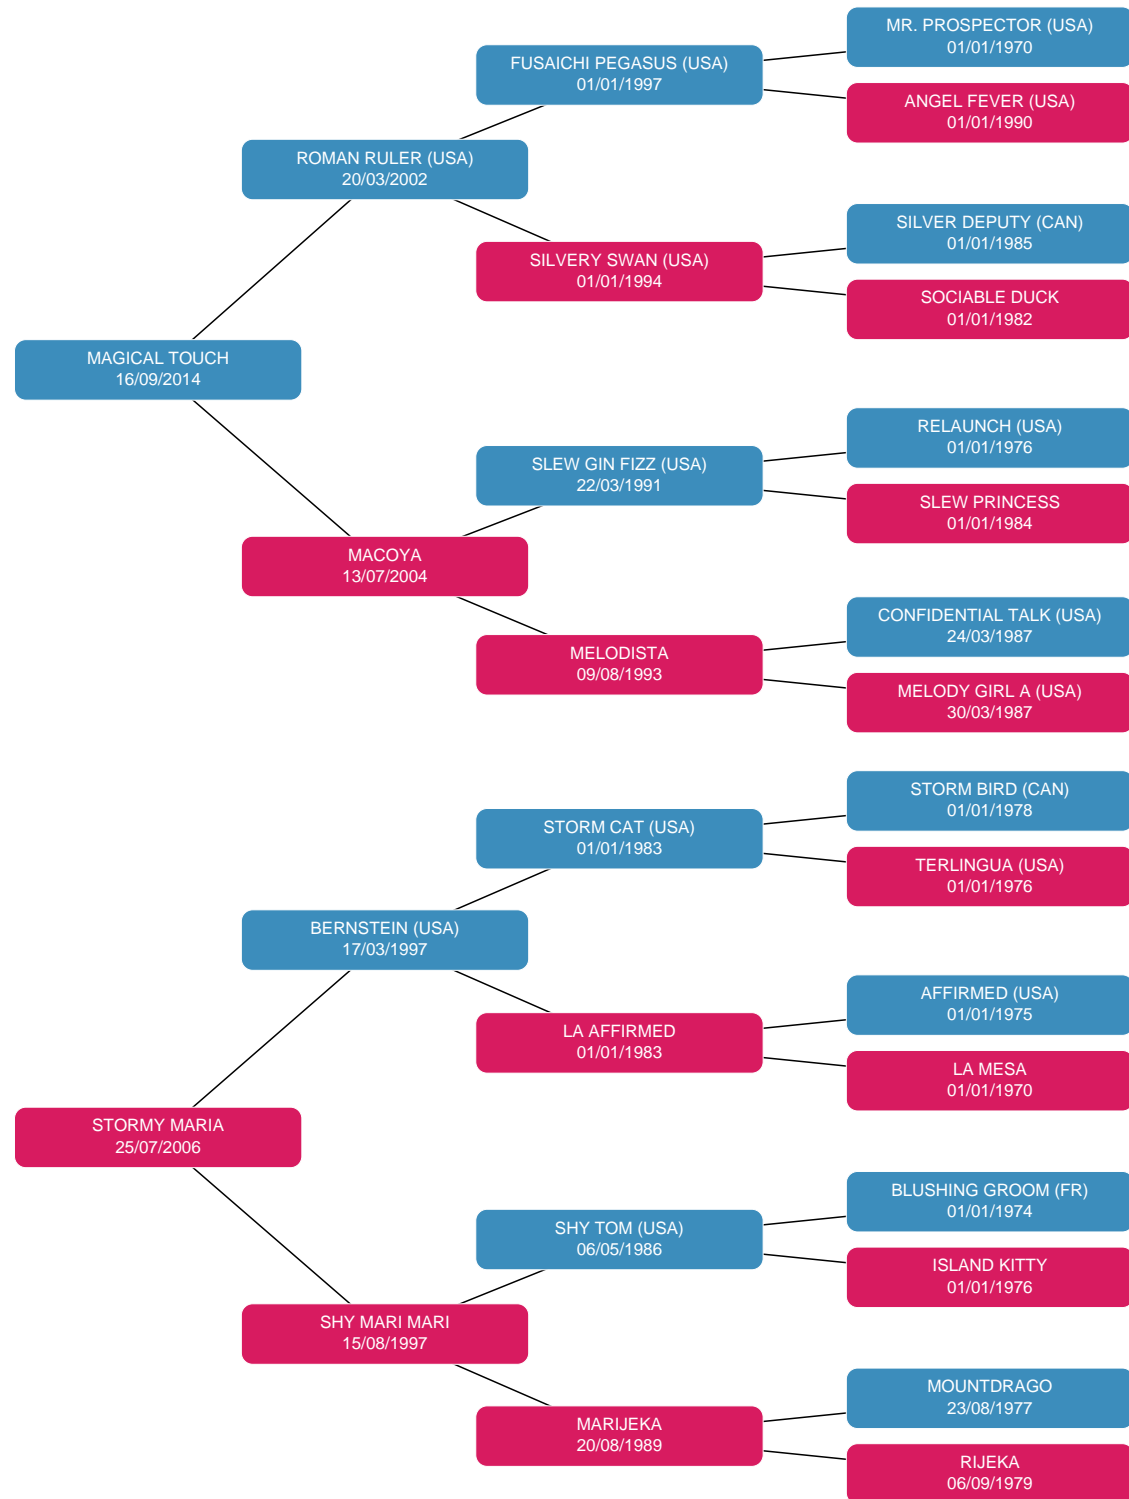 MR. PROSPECTOR (USA)
01/01/1970
FUSAICHI PEGASUS (USA)
01/01/1997
ANGEL FEVER (USA)
01/01/1990
ROMAN RULER (USA)
20/03/2002
SILVER DEPUTY (CAN)
01/01/1985
SILVERY SWAN (USA)
01/01/1994
SOCIABLE DUCK
01/01/1982
MAGICAL TOUCH
16/09/2014
RELAUNCH (USA)
01/01/1976
SLEW GIN FIZZ (USA)
22/03/1991
SLEW PRINCESS
01/01/1984
MACOYA
13/07/2004
CONFIDENTIAL TALK (USA)
24/03/1987
MELODISTA
09/08/1993
MELODY GIRL A (USA)
30/03/1987
STORM BIRD (CAN)
01/01/1978
STORM CAT (USA)
01/01/1983
TERLINGUA (USA)
01/01/1976
BERNSTEIN (USA)
17/03/1997
AFFIRMED (USA)
01/01/1975
LA AFFIRMED
01/01/1983
LA MESA
01/01/1970
STORMY MARIA
25/07/2006
BLUSHING GROOM (FR)
01/01/1974
SHY TOM (USA)
06/05/1986
ISLAND KITTY
01/01/1976
SHY MARI MARI
15/08/1997
MOUNTDRAGO
23/08/1977
MARIJEKA
20/08/1989
RIJEKA
06/09/1979